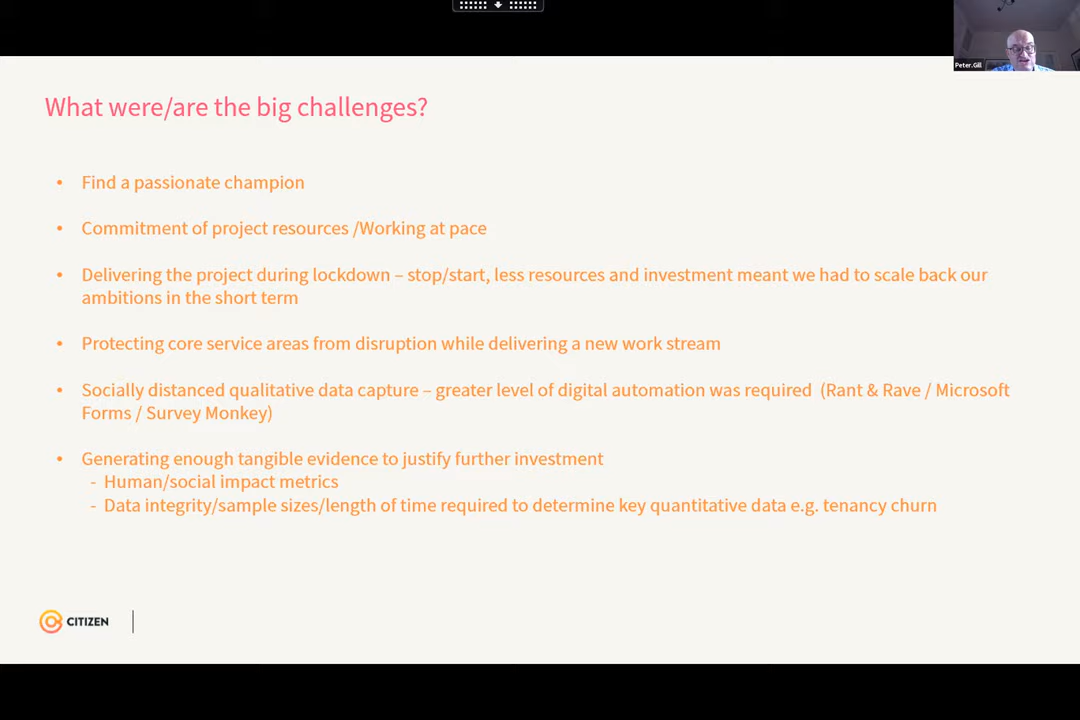 Peter.Gill
What were/are the big challenges?
• Find a passionate champion
• Commitment of project resources /Working at pace
• Delivering the project during lockdown – stop/start, less resources and investment meant we had to scale back our
ambitions in the short term
• Protecting core service areas from disruption while delivering a new work stream
• Socially distanced qualitative data capture – greater level of digital automation was required (Rant & Rave / Microsoft
Forms / Survey Monkey)
• Generating enough tangible evidence to justify further investment
- Human/social impact metrics
- Data integrity/sample sizes/length of time required to determine key quantitative data e.g. tenancy churn
CITIZEN